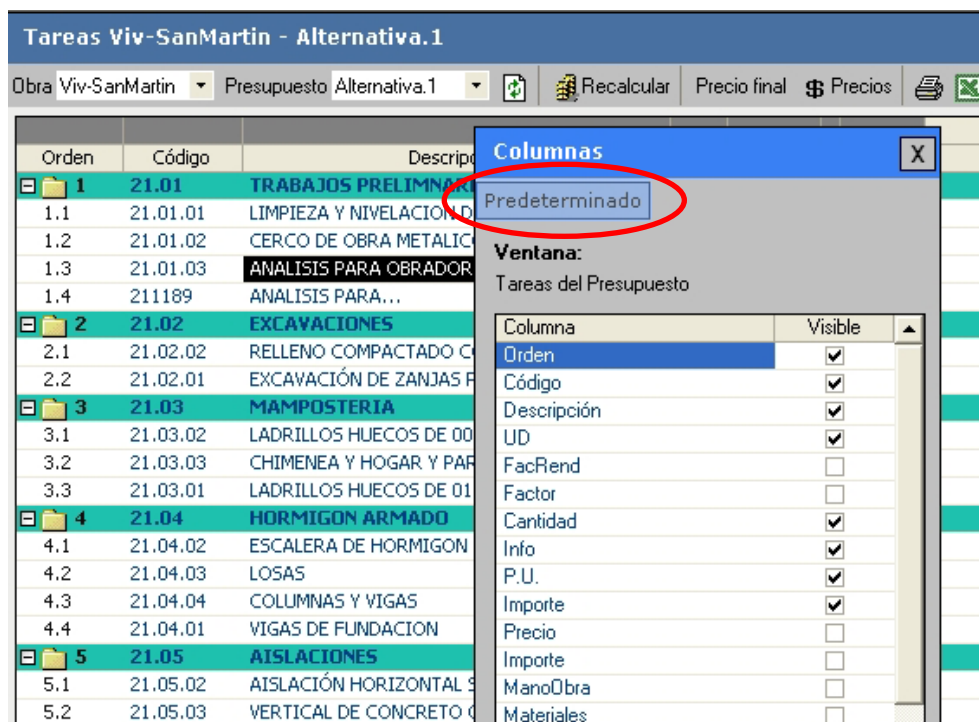 Tareas Viv-SanMartin - Alternativa.1
Obra Viv-SanMartin Presupuesto Alternativa.1 Recalcular Precio final $ Precios
Orden Código
1 21.01
1.1 21.01.01 LIMPIEZA Y NIVELACION
1.2 21.01.02 CERCO DE OBRA
1.3 21.01.03 ANALISIS PARA OBRADOR
1.4 211189 ANALISIS PARA...
2 21.02 EXCAVACIONES
2.1 21.02.02 RELLENO COMPACTADO
2.2 21.02.01 EXCAVACIÓN DE ZANJAS
3 21.03 MAMPOSTERIA
3.1 21.03.02 LADRILLOS HUECOS DE 00
3.2 21.03.03 CHIMENEA Y HOGAR Y PAR
3.3 21.03.01 LADRILLOS HUECOS DE 01
4 21.04 HORMIGON ARMADO
4.1 21.04.02 ESCALERA DE HORMIGON
4.2 21.04.03 LOSAS
4.3 21.04.04 COLUMNAS Y VIGAS
4.4 21.04.01 VIGAS DE FUNDACION
5 21.05 AISLACIONES
5.1 21.05.02 AISLACIÓN HORIZONTAL
5.2 21.05.03 VERTICAL DE CONCRETO
Columnas X
Predeterminado
Ventana:
Tareas del Presupuesto
Columna Visible
Orden
Código
Descripción
UD
FacRend
Factor
Cantidad
Info
P.U.
Importe
Precio
Importe
ManoObra
Materiales